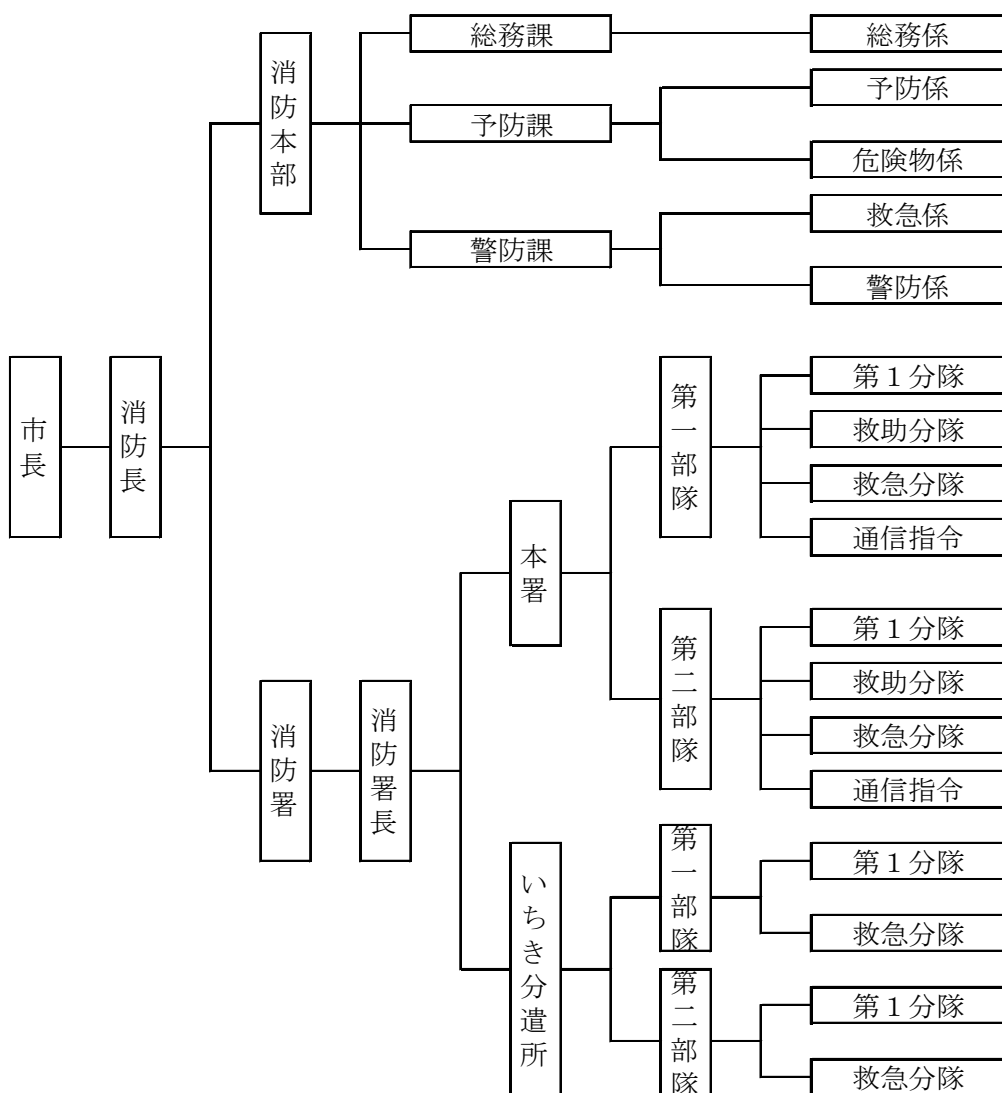 総務課
総務係
消防本部
予防課
予防係
危険物係
警防課
救急係
警防係
市長
消防長
消防署
消防署長
本署
第一部隊
第１分隊
救助分隊
救急分隊
通信指令
第二部隊
第１分隊
救助分隊
救急分隊
通信指令
いちき分遣所
第一部隊
第１分隊
救急分隊
第二部隊
第１分隊
救急分隊